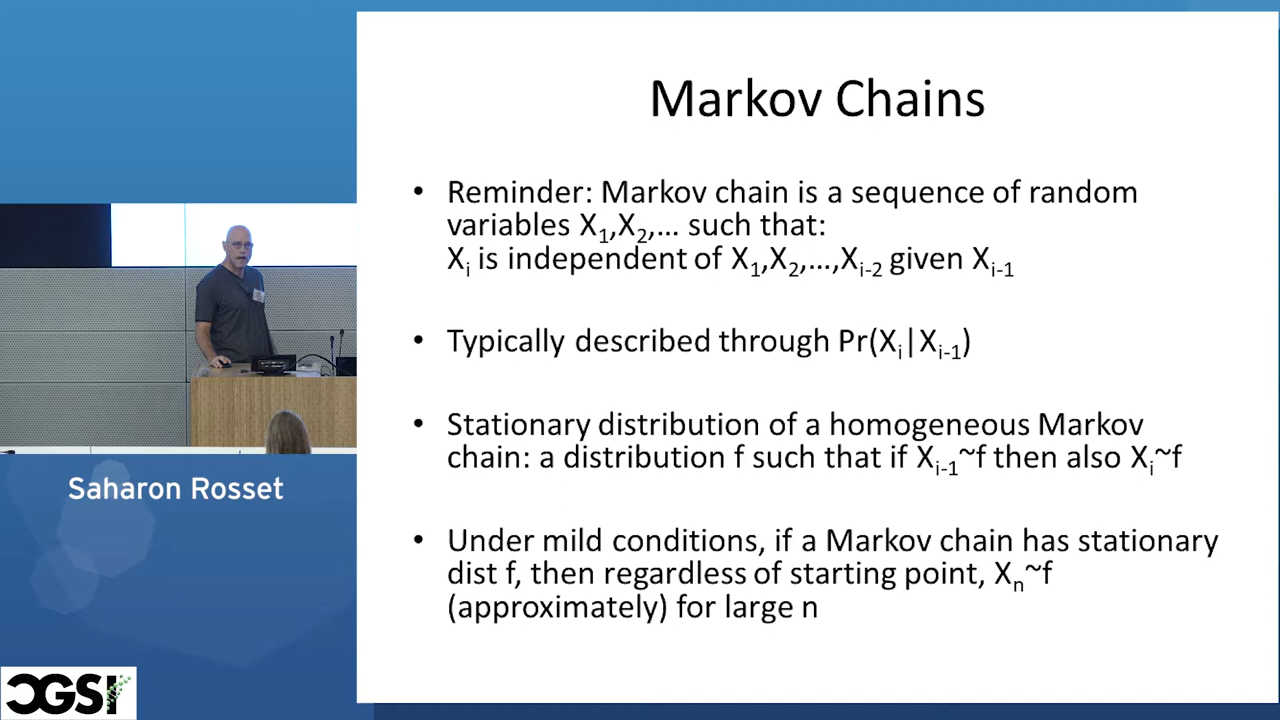 Markov Chains
• Reminder: Markov chain is a sequence of random
variables X1,X2,… such that:
Xi is independent of X1,X2,…,Xi-2 given Xi-1
• Typically described through Pr(Xi|Xi-1)
• Stationary distribution of a homogeneous Markov
chain: a distribution f such that if Xi-1~f then also Xi~f
• Under mild conditions, if a Markov chain has stationary
dist f, then regardless of starting point, Xn~f
(approximately) for large n
Saharon Rosset
CGSI